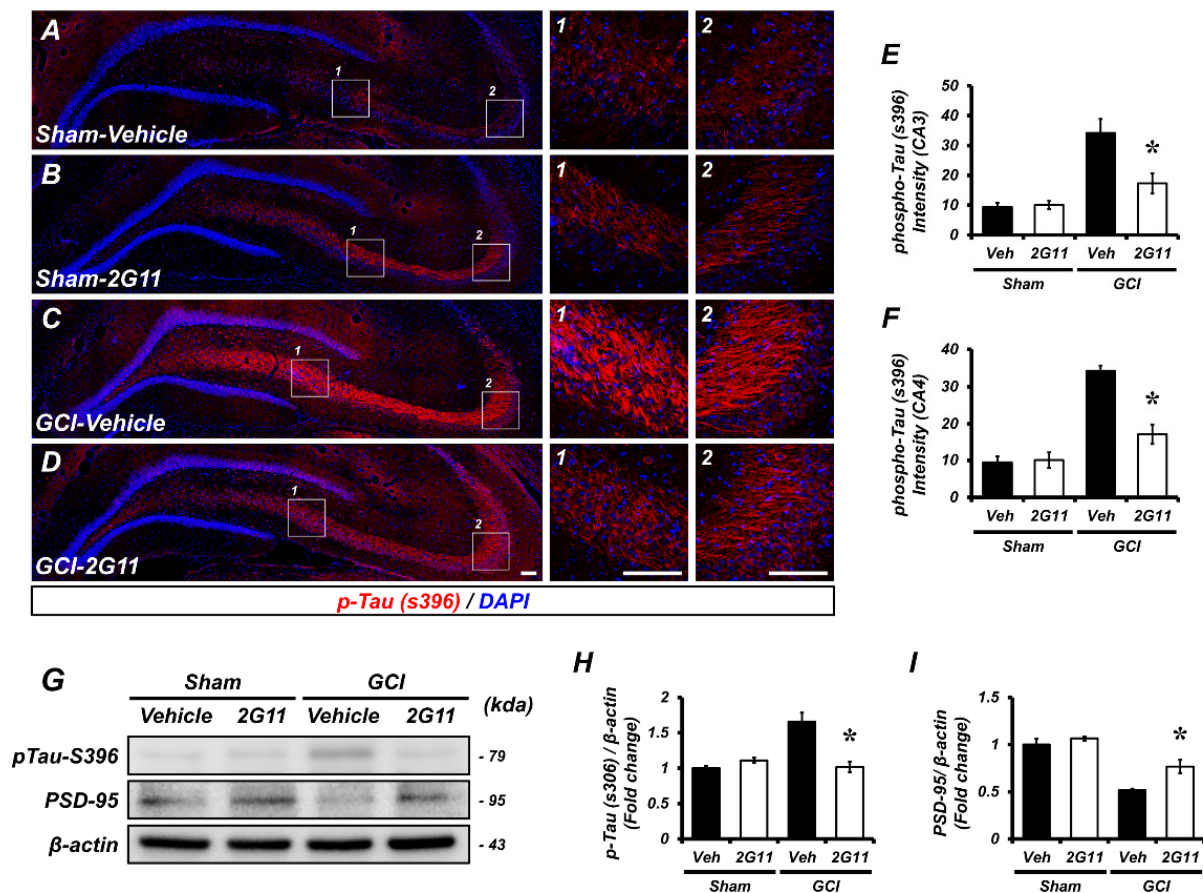 A
1
2
Sham-Vehicle
1
2
B
1
2
Sham-2G11
1
2
C
1
2
GCI-Vehicle
1
2
D
1
2
GCI-2G11
1
2
p-Tau (s396) / DAPI
E
phospho-Tau (s396)
Intensity (CA3)
50
40
30
20
10
0
Veh 2G11 Veh 2G11
Sham GCI
F
phospho-Tau (s396)
Intensity (CA4)
40
30
20
10
0
*
*
Veh 2G11 Veh 2G11
Sham GCI
G
Sham GCI
Vehicle 2G11 Vehicle 2G11 (kda)
pTau-S396 - 79
PSD-95 - 95
β-actin - 43
H
p-Tau (s306) / β-actin
(Fold change)
2
1.5
1
0.5
0
*
Veh 2G11 Veh 2G11
Sham GCI
I
PSD-95/ β-actin
(Fold change)
1.5
1
0.5
0
*
Veh 2G11 Veh 2G11
Sham GCI